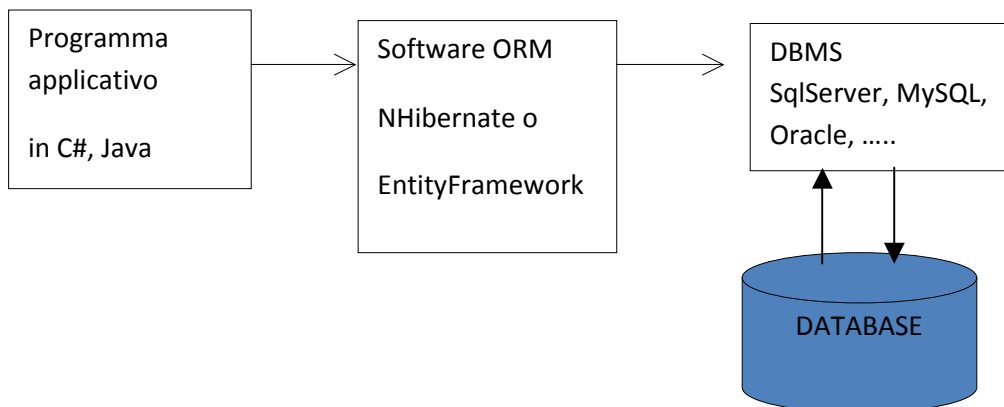 Programma
applicativo
in C#, Java
Software ORM
NHibernate o
EntityFramework
DBMS
SqlServer, MySQL,
Oracle, …..
DATABASE